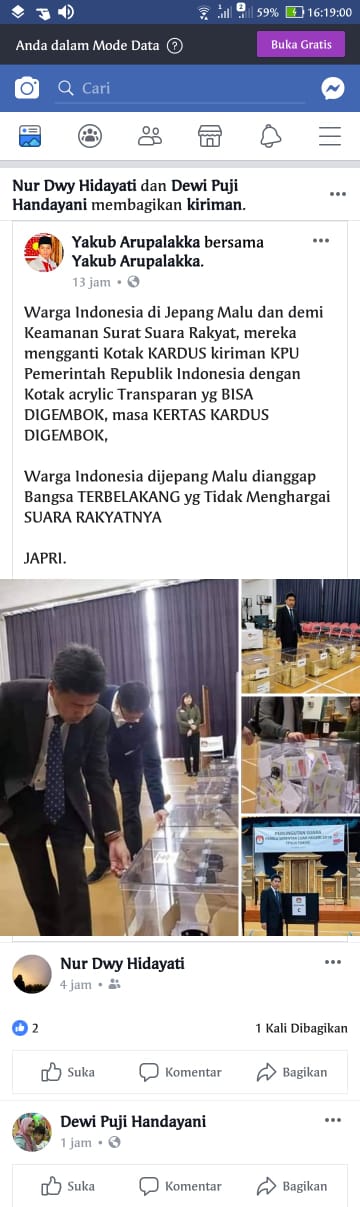 59% 16:19:00
Anda dalam Mode Data ?
Buka Gratis
Cari
Nur Dwy Hidayati dan Dewi Puji
Handayani membagikan kiriman.
Yakub Arupalakka bersama
Yakub Arupalakka.
13 jam
Warga Indonesia di Jepang Malu dan demi
Keamanan Surat Suara Rakyat, mereka
mengganti Kotak KARDUS kiriman KPU
Pemerintah Republik Indonesia dengan
Kotak acrylic Transparan yg BISA
DIGEMBOK, masa KERTAS KARDUS
DIGEMBOK,
Warga Indonesia dijepang Malu dianggap
Bangsa TERBELAKANG yg Tidak Menghargai
SUARA RAKYATNYA
JAPRI.
PEMUNGUTAN SUARA
C
Nur Dwy Hidayati
4 jam
2
1 Kali Dibagikan
Suka
Komentar
Bagikan
Dewi Puji Handayani
1 jam
Suka
Komentar
Bagikan